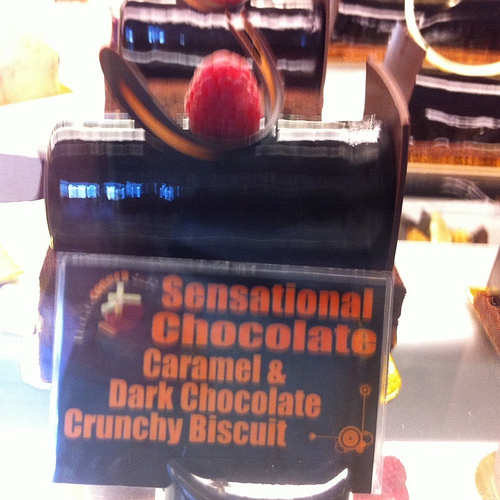 Sensational
Chocolate
Caramel &
Dark Chocolate
Crunchy Biscuit